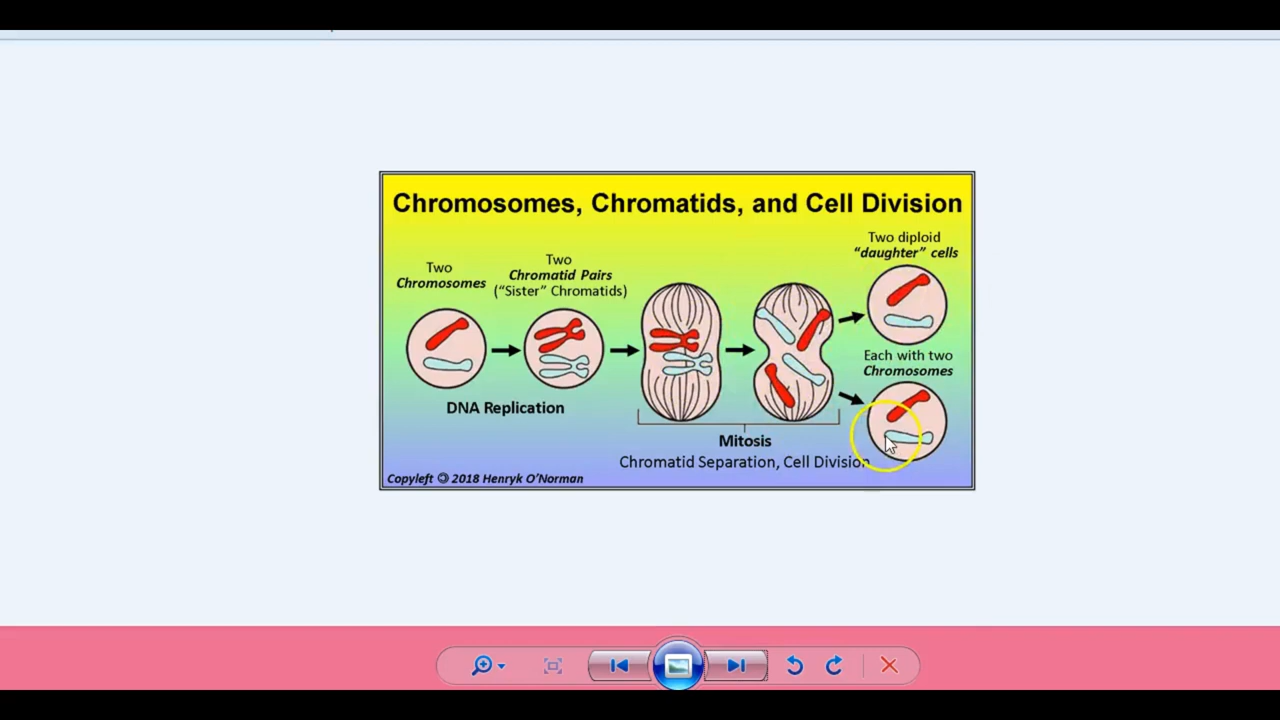 Chromosomes, Chromatids, and Cell Division
Two
Chromosomes
Two
Chromatid Pairs
("Sister" Chromatids)
Two diploid
"daughter" cells
Each with two
Chromosomes
DNA Replication
Mitosis
Chromatid Separation, Cell Division
Copyleft 🄯 2018 Henryk O'Norman